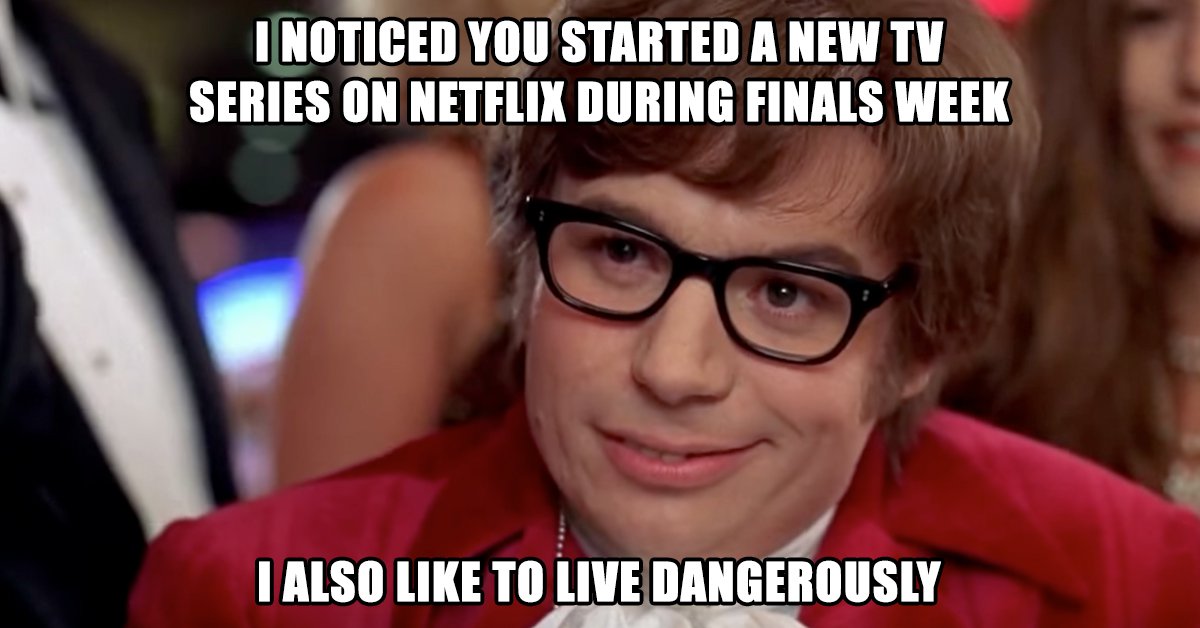 I NOTICED YOU STARTED A NEW TV
SERIES ON NETFLIX DURING FINALS WEEK
I ALSO LIKE TO LIVE DANGEROUSLY